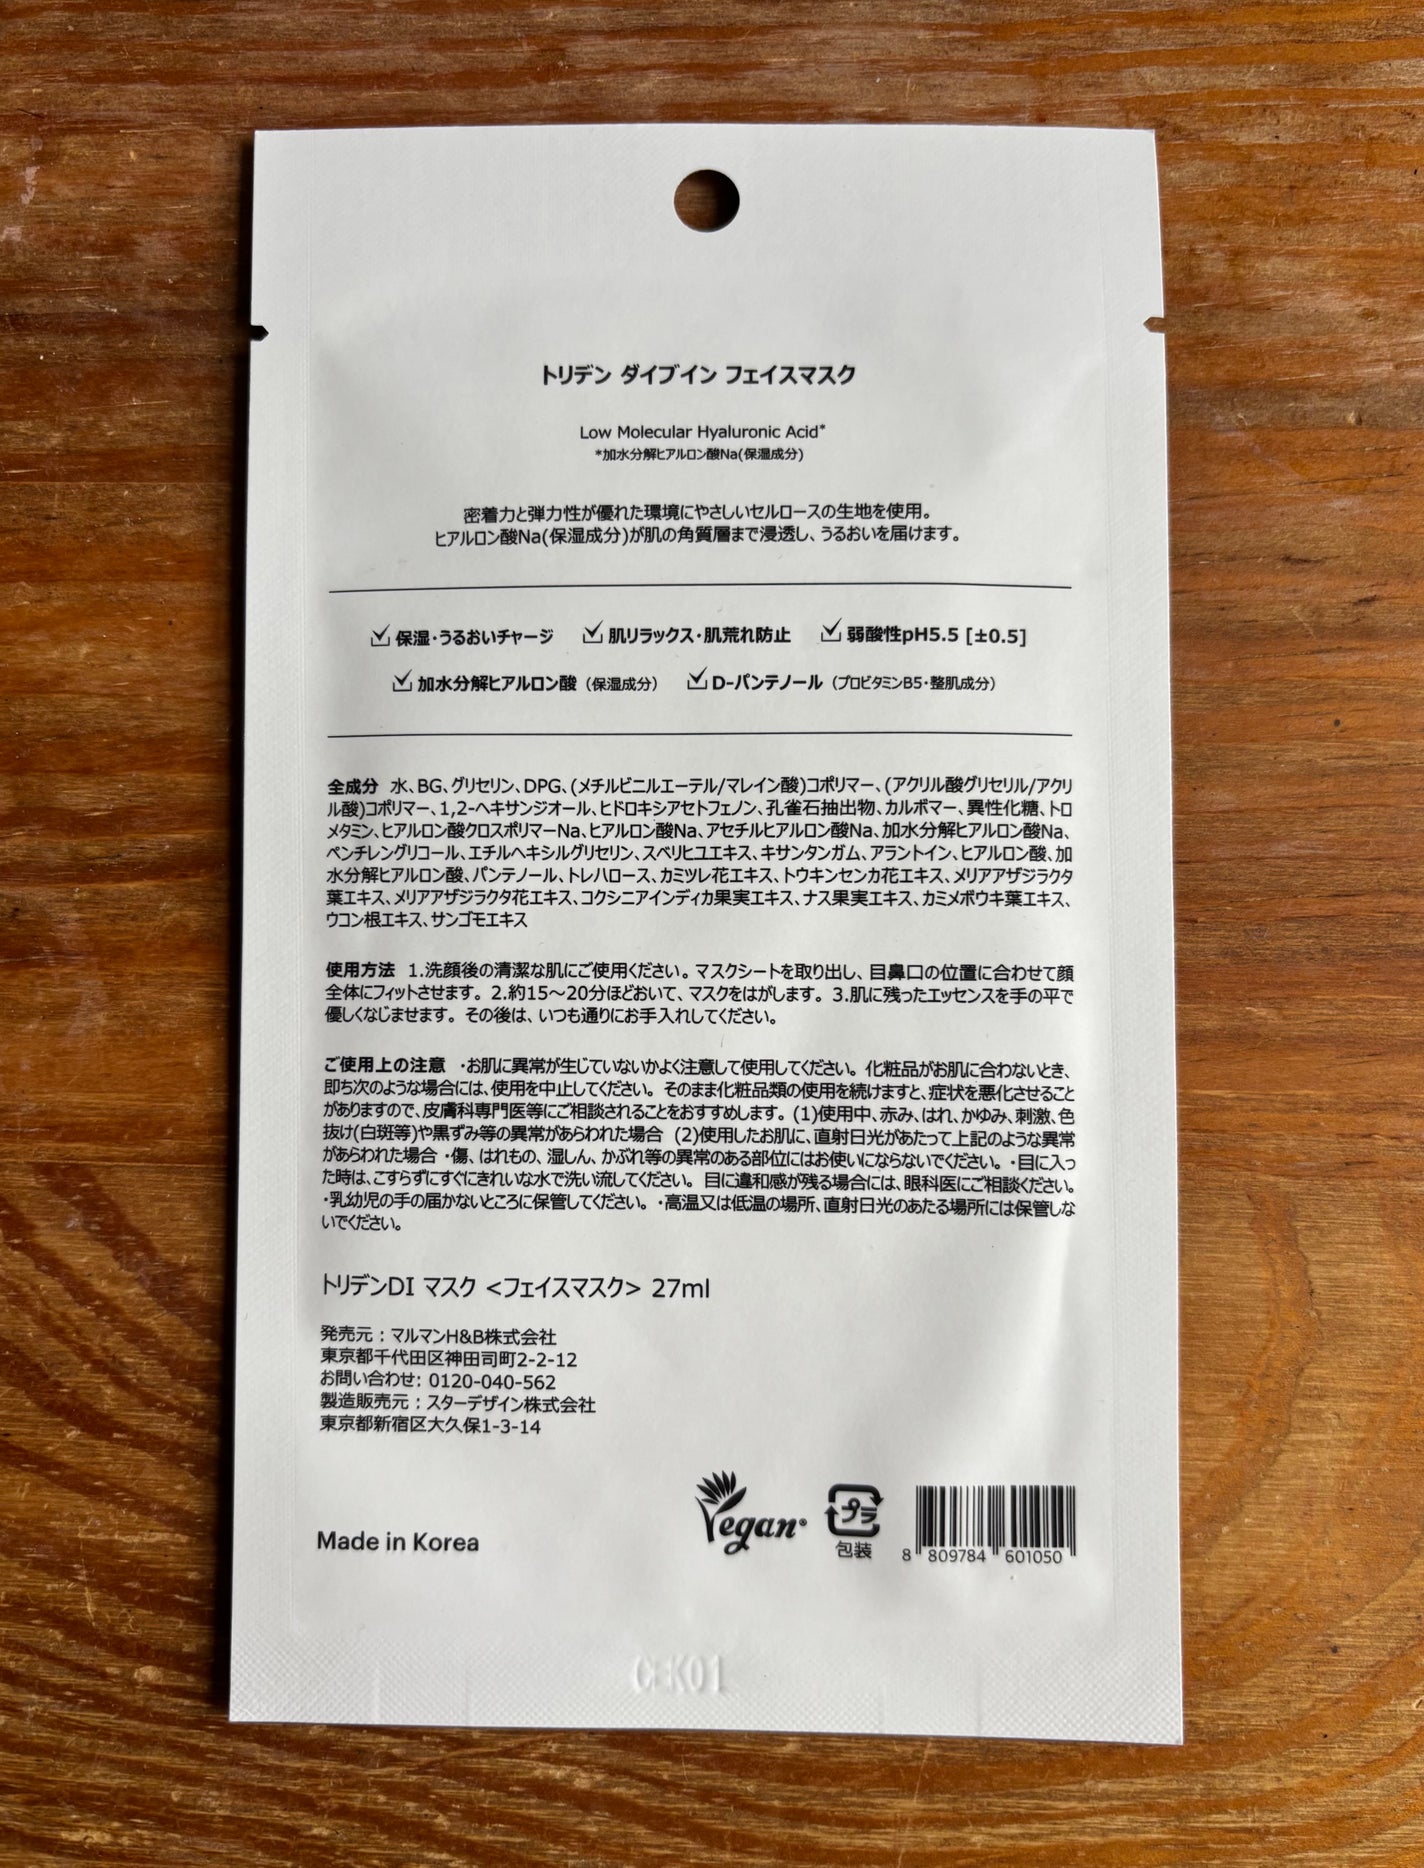 トリデン ダイブイン フェイスマスク
Low Molecular Hyaluronic Acid*
*加水分解ヒアルロン酸Na(保湿成分)
密着力と弾力性が優れた環境にやさしいセルロースの生地を使用。
ヒアルロン酸Na(保湿成分)が肌の角質層まで浸透し、うるおいを届けます。
保湿・うるおいチャージ 肌リラックス・肌荒れ防止 弱酸性pH5.5 [±0.5]
加水分解ヒアルロン酸（保湿成分） D-パンテノール（プロビタミンB5・整肌成分）
全成分 水、BG、グリセリン、DPG、(メチルビニルエーテル/マレイン酸)コポリマー、(アクリル酸グリセリル/アクリ
ル酸)コポリマー、1,2-ヘキサンジオール、ヒドロキシアセトフェノン、孔雀石抽出物、カルボマー、異性化糖、トロ
メタミン、ヒアルロン酸クロスポリマーNa、ヒアルロン酸Na、アセチルヒアルロン酸Na、加水分解ヒアルロン酸Na、
ペンチレングリコール、エチルヘキシルグリセリン、スベリヒユエキス、キサンタンガム、アラントイン、ヒアルロン酸、加
水分解ヒアルロン酸、パンテノール、トレハロース、カミツレ花エキス、トウキンセンカ花エキス、メリアアザジラクタ
葉エキス、メリアアザジラクタ花エキス、コクシニアインディカ果実エキス、ナス果実エキス、カミメボウキ葉エキス、
ウコン根エキス、サンゴモエキス
使用方法 1.洗顔後の清潔な肌にご使用ください。マスクシートを取り出し、目鼻口の位置に合わせて顔
全体にフィットさせます。2.約15～20分ほどおいて、マスクをはがします。3.肌に残ったエッセンスを手の平で
優しくなじませます。その後は、いつも通りにお手入れしてください。
ご使用上の注意 ・お肌に異常が生じていないかよく注意して使用してください。化粧品がお肌に合わないとき、
即ち次のような場合には、使用を中止してください。そのまま化粧品類の使用を続けますと、症状を悪化させること
がありますので、皮膚科専門医等にご相談されることをおすすめします。(1)使用中、赤み、はれ、かゆみ、刺激、色
抜け(白斑等)や黒ずみ等の異常があらわれた場合 (2)使用したお肌に、直射日光があたって上記のような異常
があらわれた場合 ・傷、はれもの、湿しん、かぶれ等の異常のある部位にはお使いにならないでください。・目に入っ
た時は、こすらずにすぐにきれいな水で洗い流してください。目に違和感が残る場合には、眼科医にご相談ください。
・乳幼児の手の届かないところに保管してください。・高温又は低温の場所、直射日光のあたる場所には保管しな
いでください。
トリデンDI マスク <フェイスマスク> 27ml
発売元：マルマンH&B株式会社
東京都千代田区神田司町2-2-12
お問い合わせ: 0120-040-562
製造販売元：スターデザイン株式会社
東京都新宿区大久保1-3-14
Made in Korea
Vegan
プラ
包装
8 809784 601050